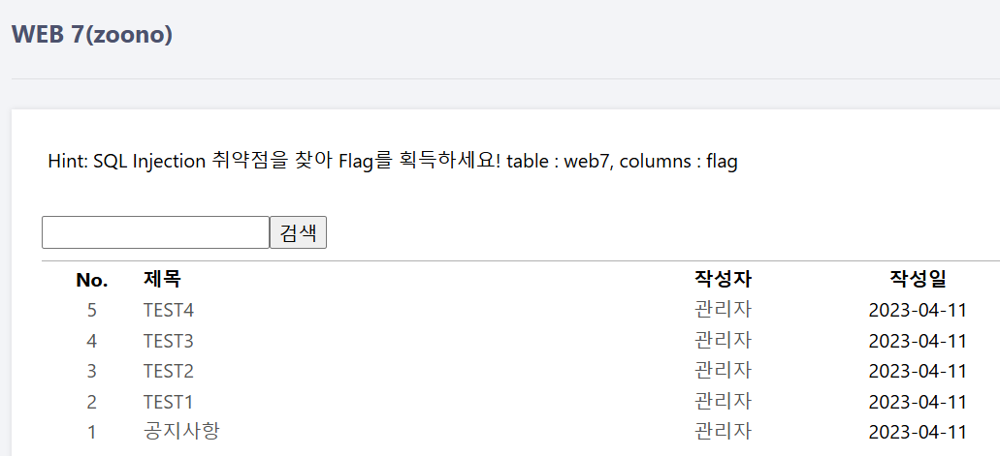 WEB 7(zoono)
Hint: SQL Injection 취약점을 찾아 Flag를 획득하세요! table : web7, columns : flag
검색
No. 제목 작성자 작성일
5 TEST4 관리자 2023-04-11
4 TEST3 관리자 2023-04-11
3 TEST2 관리자 2023-04-11
2 TEST1 관리자 2023-04-11
1 공지사항 관리자 2023-04-11